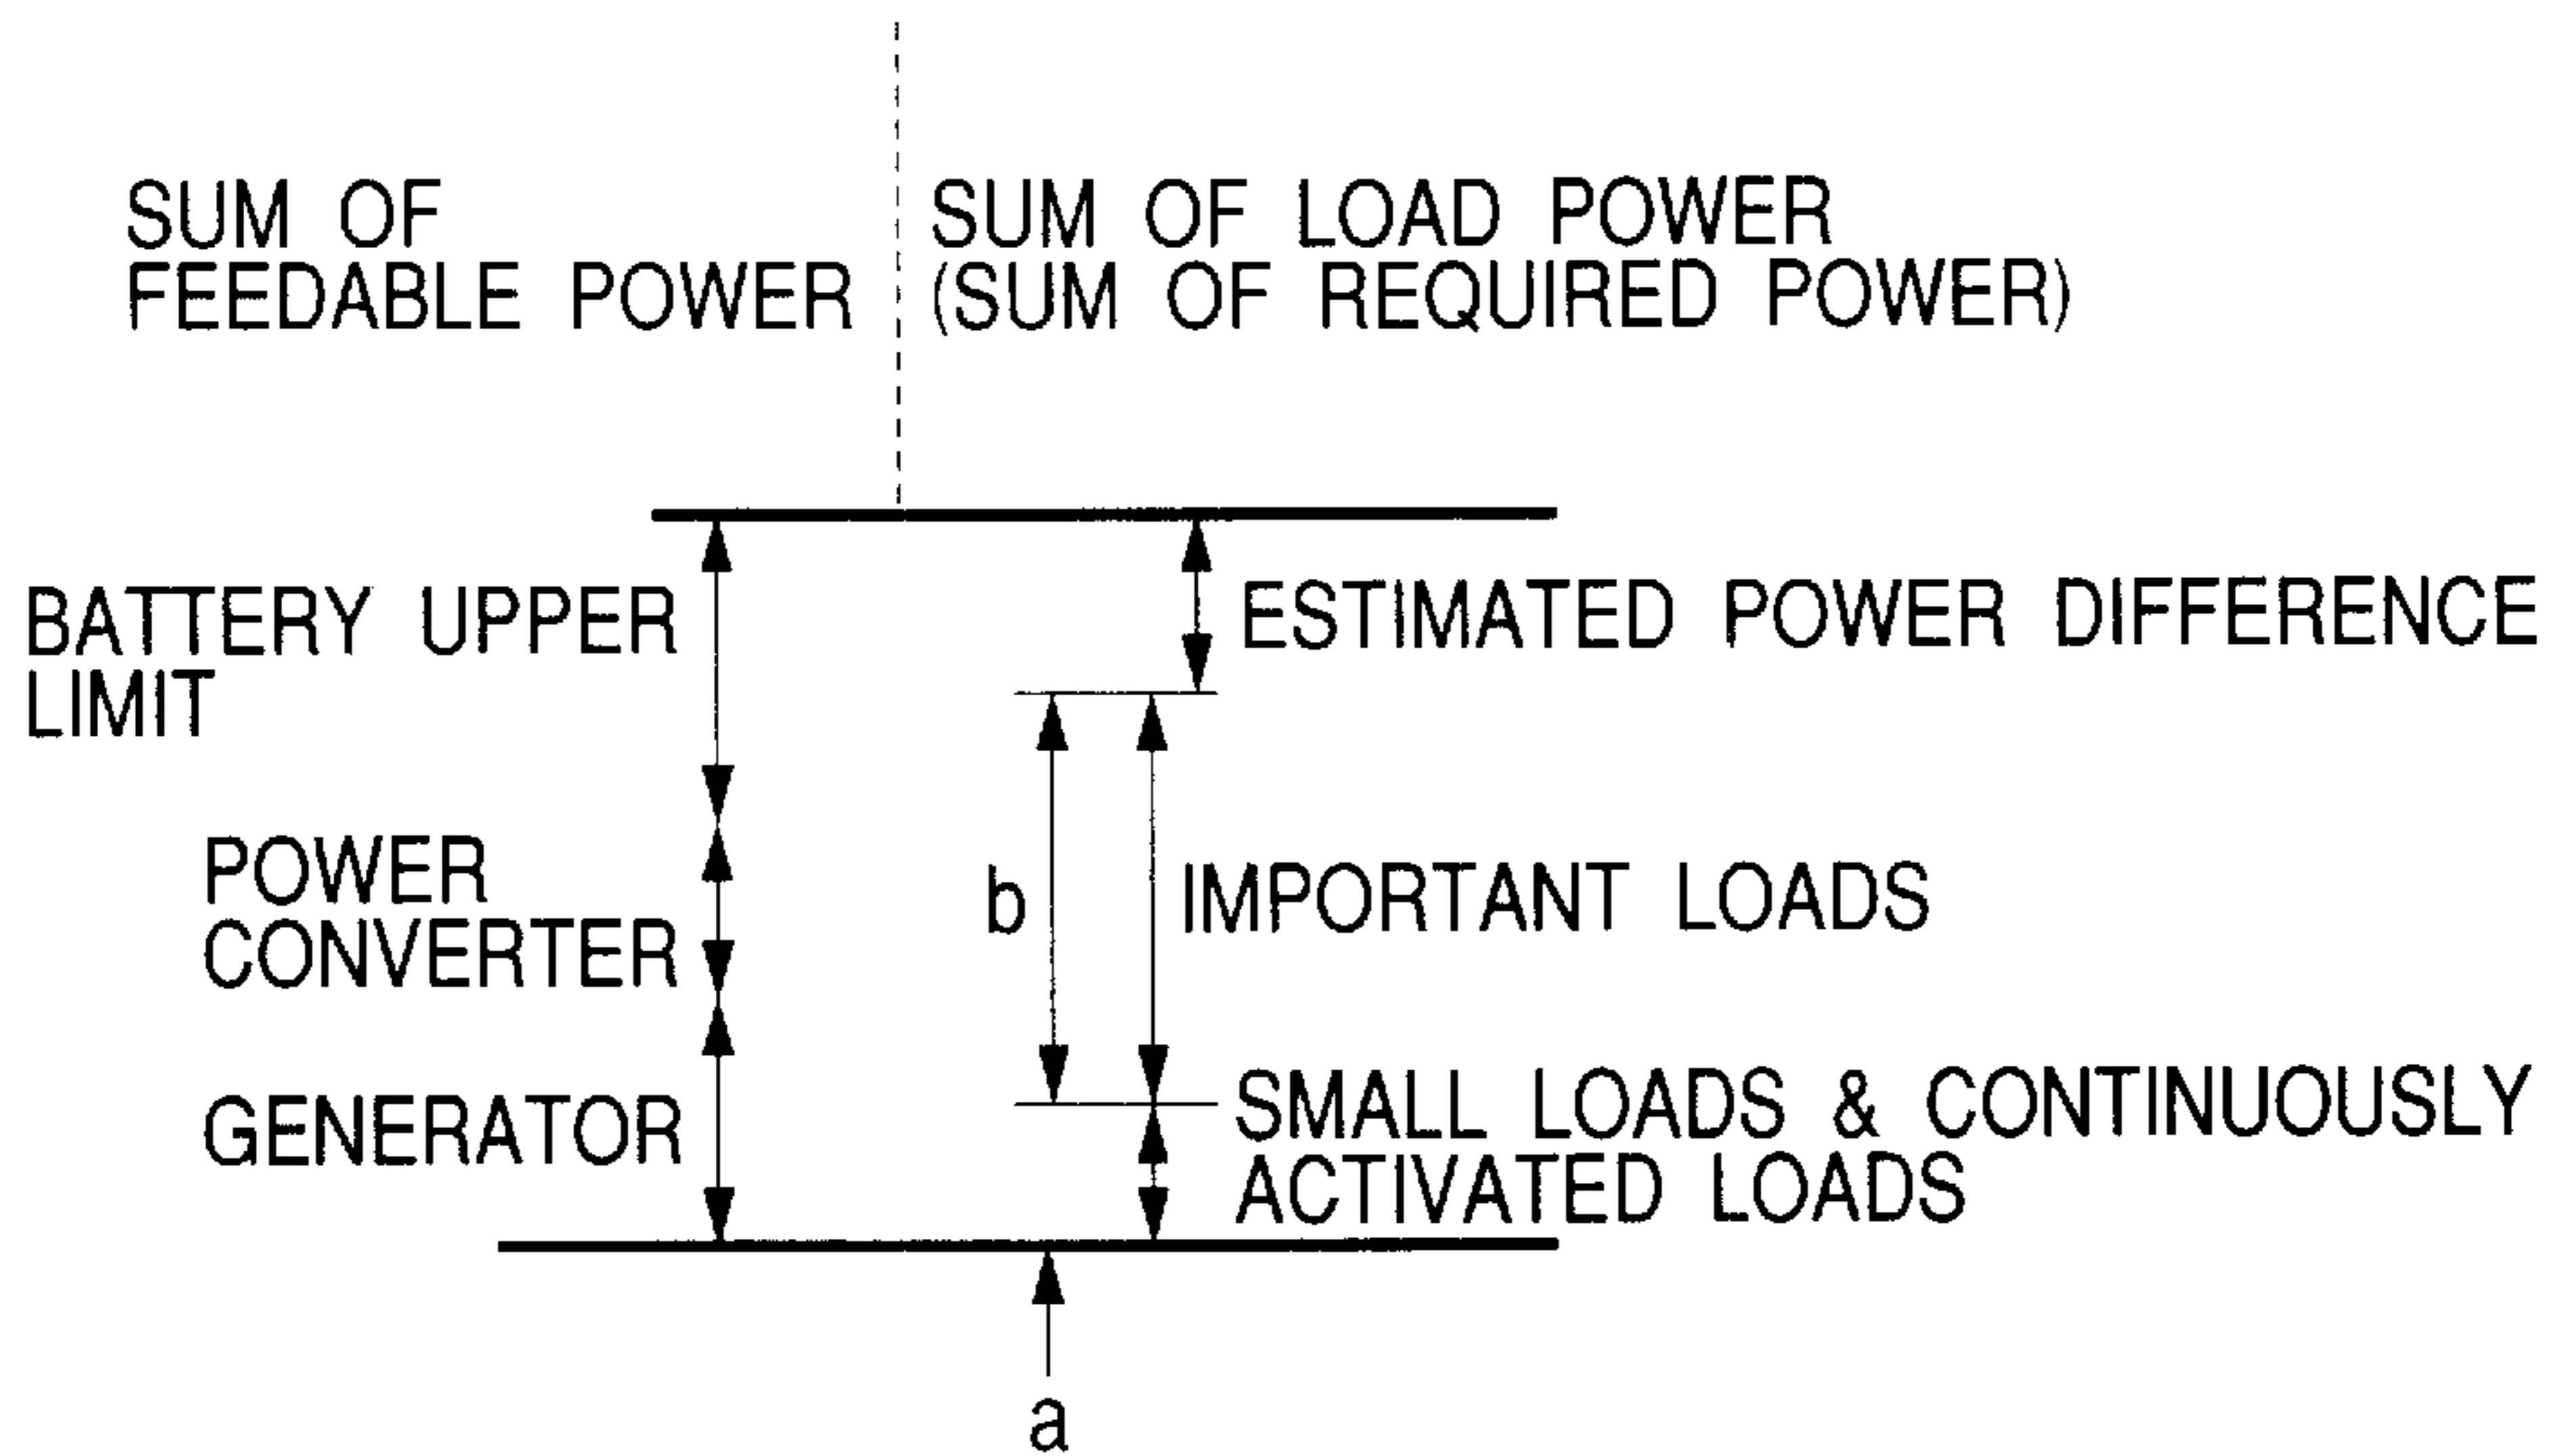 SUM OF
FEEDABLE POWER
SUM OF LOAD POWER
(SUM OF REQUIRED POWER)
BATTERY UPPER
LIMIT
ESTIMATED POWER DIFFERENCE
POWER
CONVERTER
b
IMPORTANT LOADS
GENERATOR
SMALL LOADS & CONTINUOUSLY
ACTIVATED LOADS
a